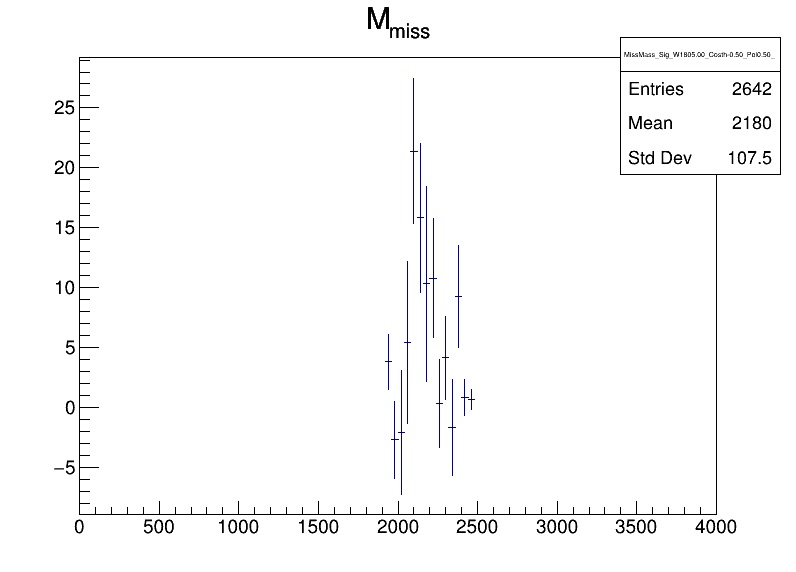 M_miss
MissMass_Sig_W1805.00_Costh-0.50_Pol0.50_
Entries 2642
Mean 2180
Std Dev 107.5
25
20
15
10
5
0
−5
0 500 1000 1500 2000 2500 3000 3500 4000